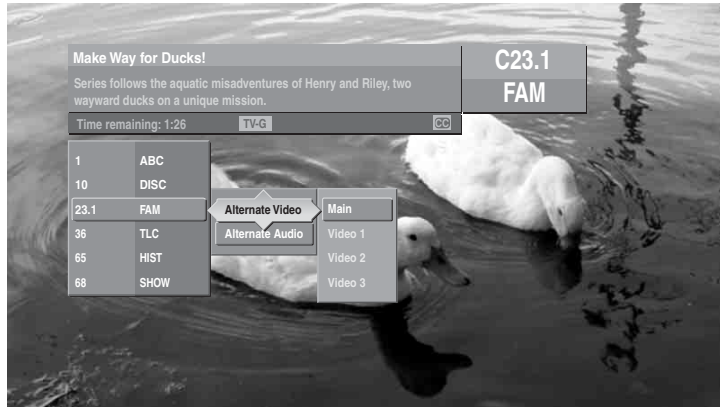 Make Way for Ducks!
C23.1
Series follows the aquatic misadventures of Henry and Riley, two
wayward ducks on a unique mission.
FAM
Time remaining: 1:26 TV-G CC
1 ABC
10 DISC
23.1 FAM Alternate Video Main
36 TLC Alternate Audio Video 1
65 HIST Video 2
68 SHOW Video 3